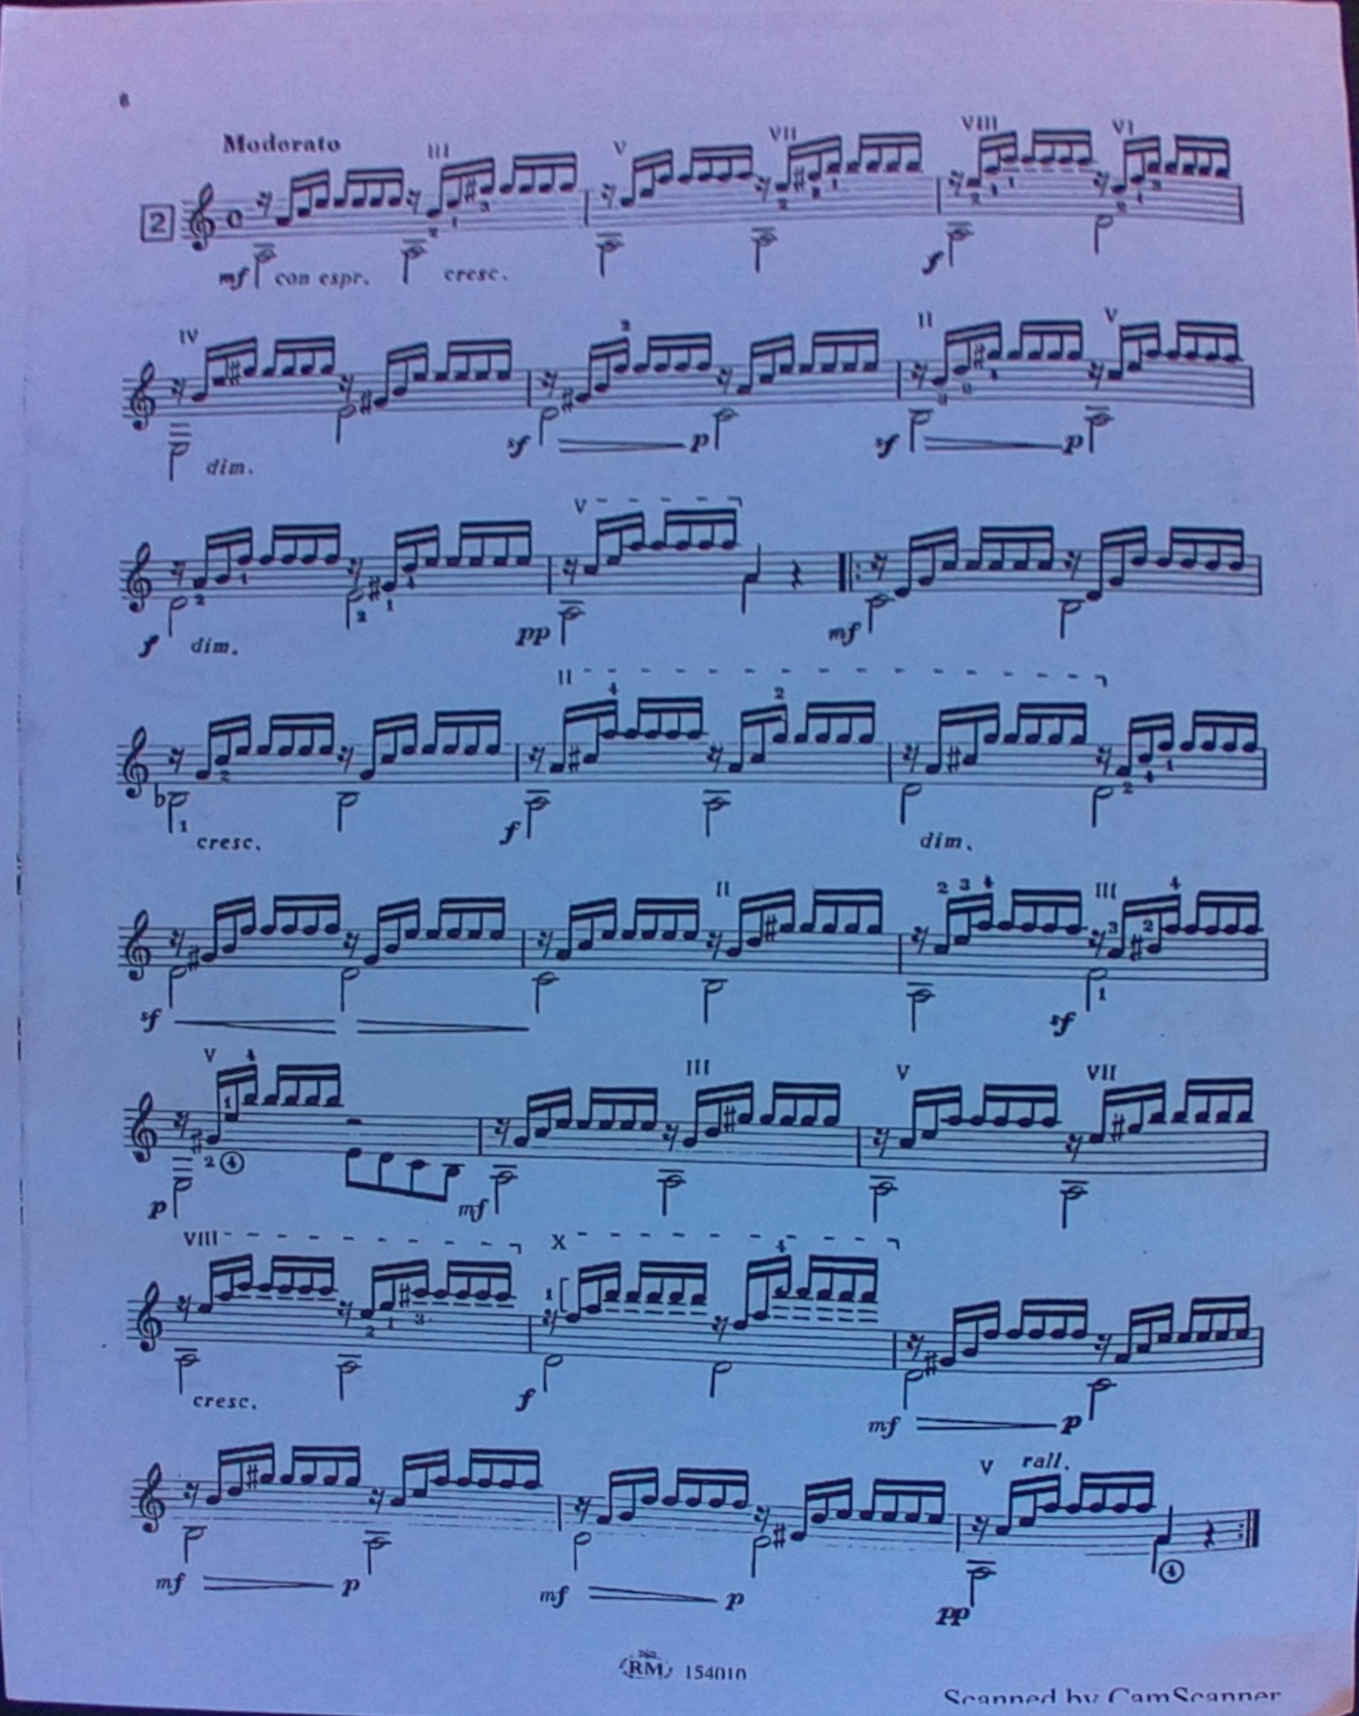 6
Moderato
III V VII VIII VI
2
mf con espr. cresc. f
IV II V
dim. sf p sf p
V
f dim. pp mf
II
cresc. f dim.
II III
sf sf
V III V VII
p mf
VIII X
cresc. f mf p
V rall.
mf p mf p pp
RM 154010
Scanned by CamScanner